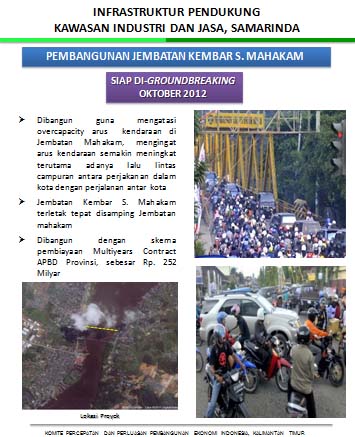 INFRASTRUKTUR PENDUKUNG
KAWASAN INDUSTRI DAN JASA, SAMARINDA
PEMBANGUNAN JEMBATAN KEMBAR S. MAHAKAM
SIAP DI-GROUNDBREAKING
OKTOBER 2012
➤ Dibangun guna mengatasi
overcapacity arus kendaraan di
Jembatan Mahakam, mengingat
arus kendaraan semakin meningkat
terutama adanya lalu lintas
campuran antara perjakanan dalam
kota dengan perjalanan antar kota
➤ Jembatan Kembar S. Mahakam
terletak tepat disamping Jembatan
mahakam
➤ Dibangun dengan skema
pembiayaan Multiyears Contract
APBD Provinsi, sebesar Rp. 252
Milyar
Lokasi Proyek
KOMITE PERCEPATAN DAN PERLUASAN PEMBANGUNAN EKONOMI INDONESIA, KALIMANTAN TIMUR.